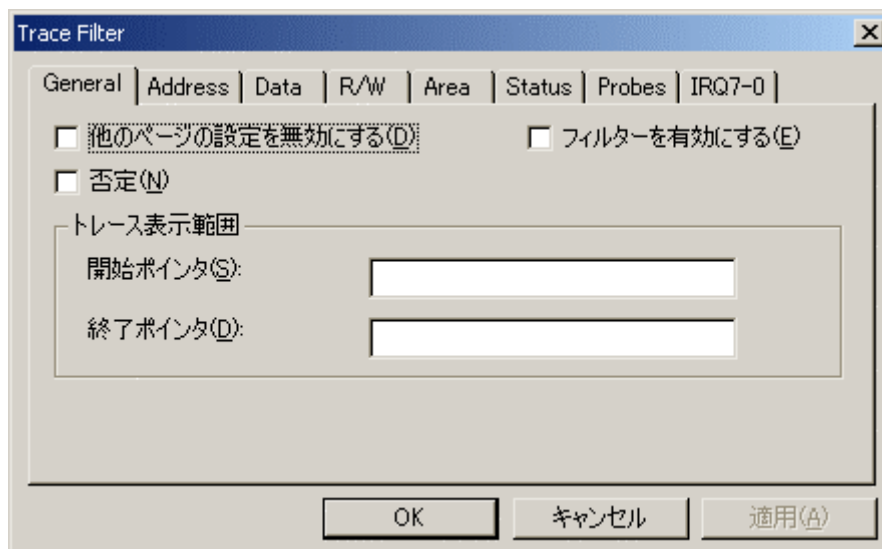 Trace Filter
General Address Data R/W Area Status Probes IRQ7-0
他のページの設定を無効にする(D) フィルターを有効にする(E)
否定(N)
トレース表示範囲
開始ポインタ(S):
終了ポインタ(D):
OK キャンセル 適用(A)